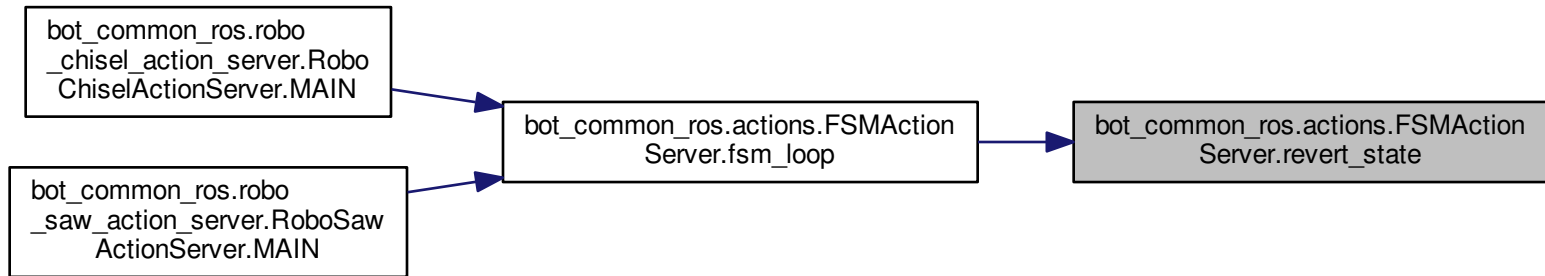 bot_common_ros.robo
_chisel_action_server.Robo
ChiselActionServer.MAIN
bot_common_ros.robo
_saw_action_server.RoboSaw
ActionServer.MAIN
bot_common_ros.actions.FSMAction
Server.fsm_loop
bot_common_ros.actions.FSMAction
Server.revert_state